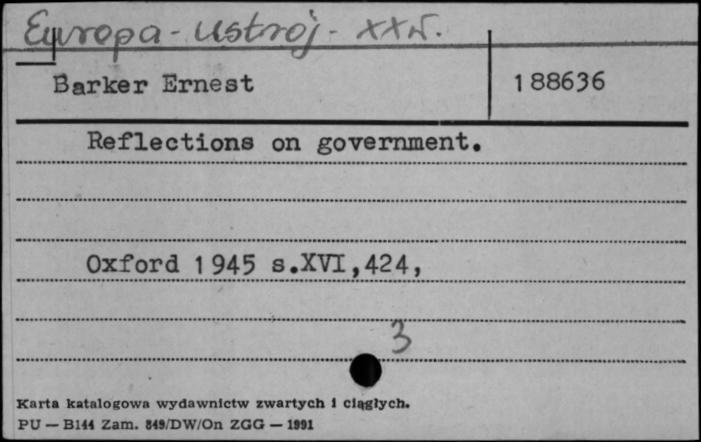 Europa - ustrój - XX w.
Barker Ernest
188636
Reflections on government.
Oxford 1945 s.XVI,424,
3
Karta katalogowa wydawnictw zwartych i ciągłych.
PU — B144 Zam. 849/DW/On ZGG — 1991